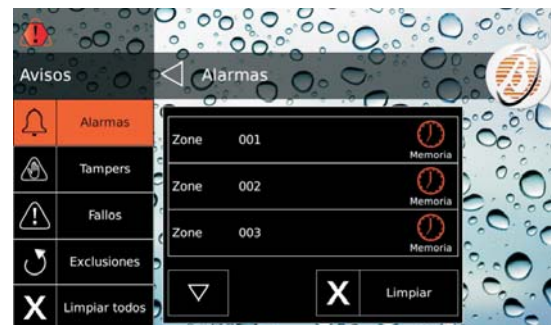 Avisos
Alarmas
Alarmas
Tampers
Fallos
Exclusiones
X Limpiar todos
Zone 001
Memoria
Zone 002
Memoria
Zone 003
Memoria
X Limpiar